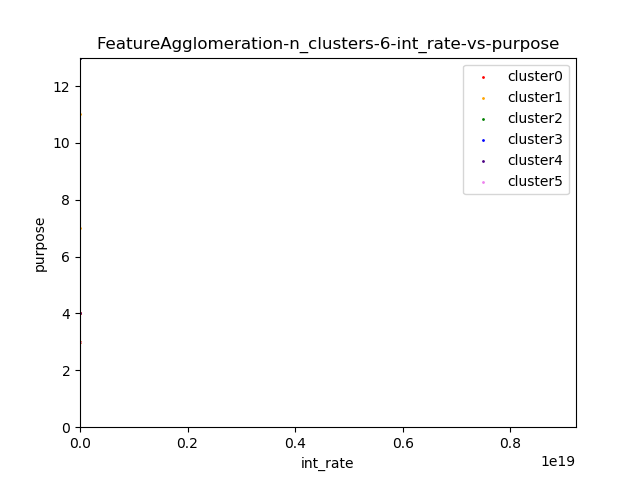 FeatureAgglomeration-n_clusters-6-int_rate-vs-purpose
cluster0
cluster1
cluster2
cluster3
cluster4
cluster5
12
10
8
6
4
2
0
purpose
0.0 0.2 0.4 0.6 0.8
1e19
int_rate